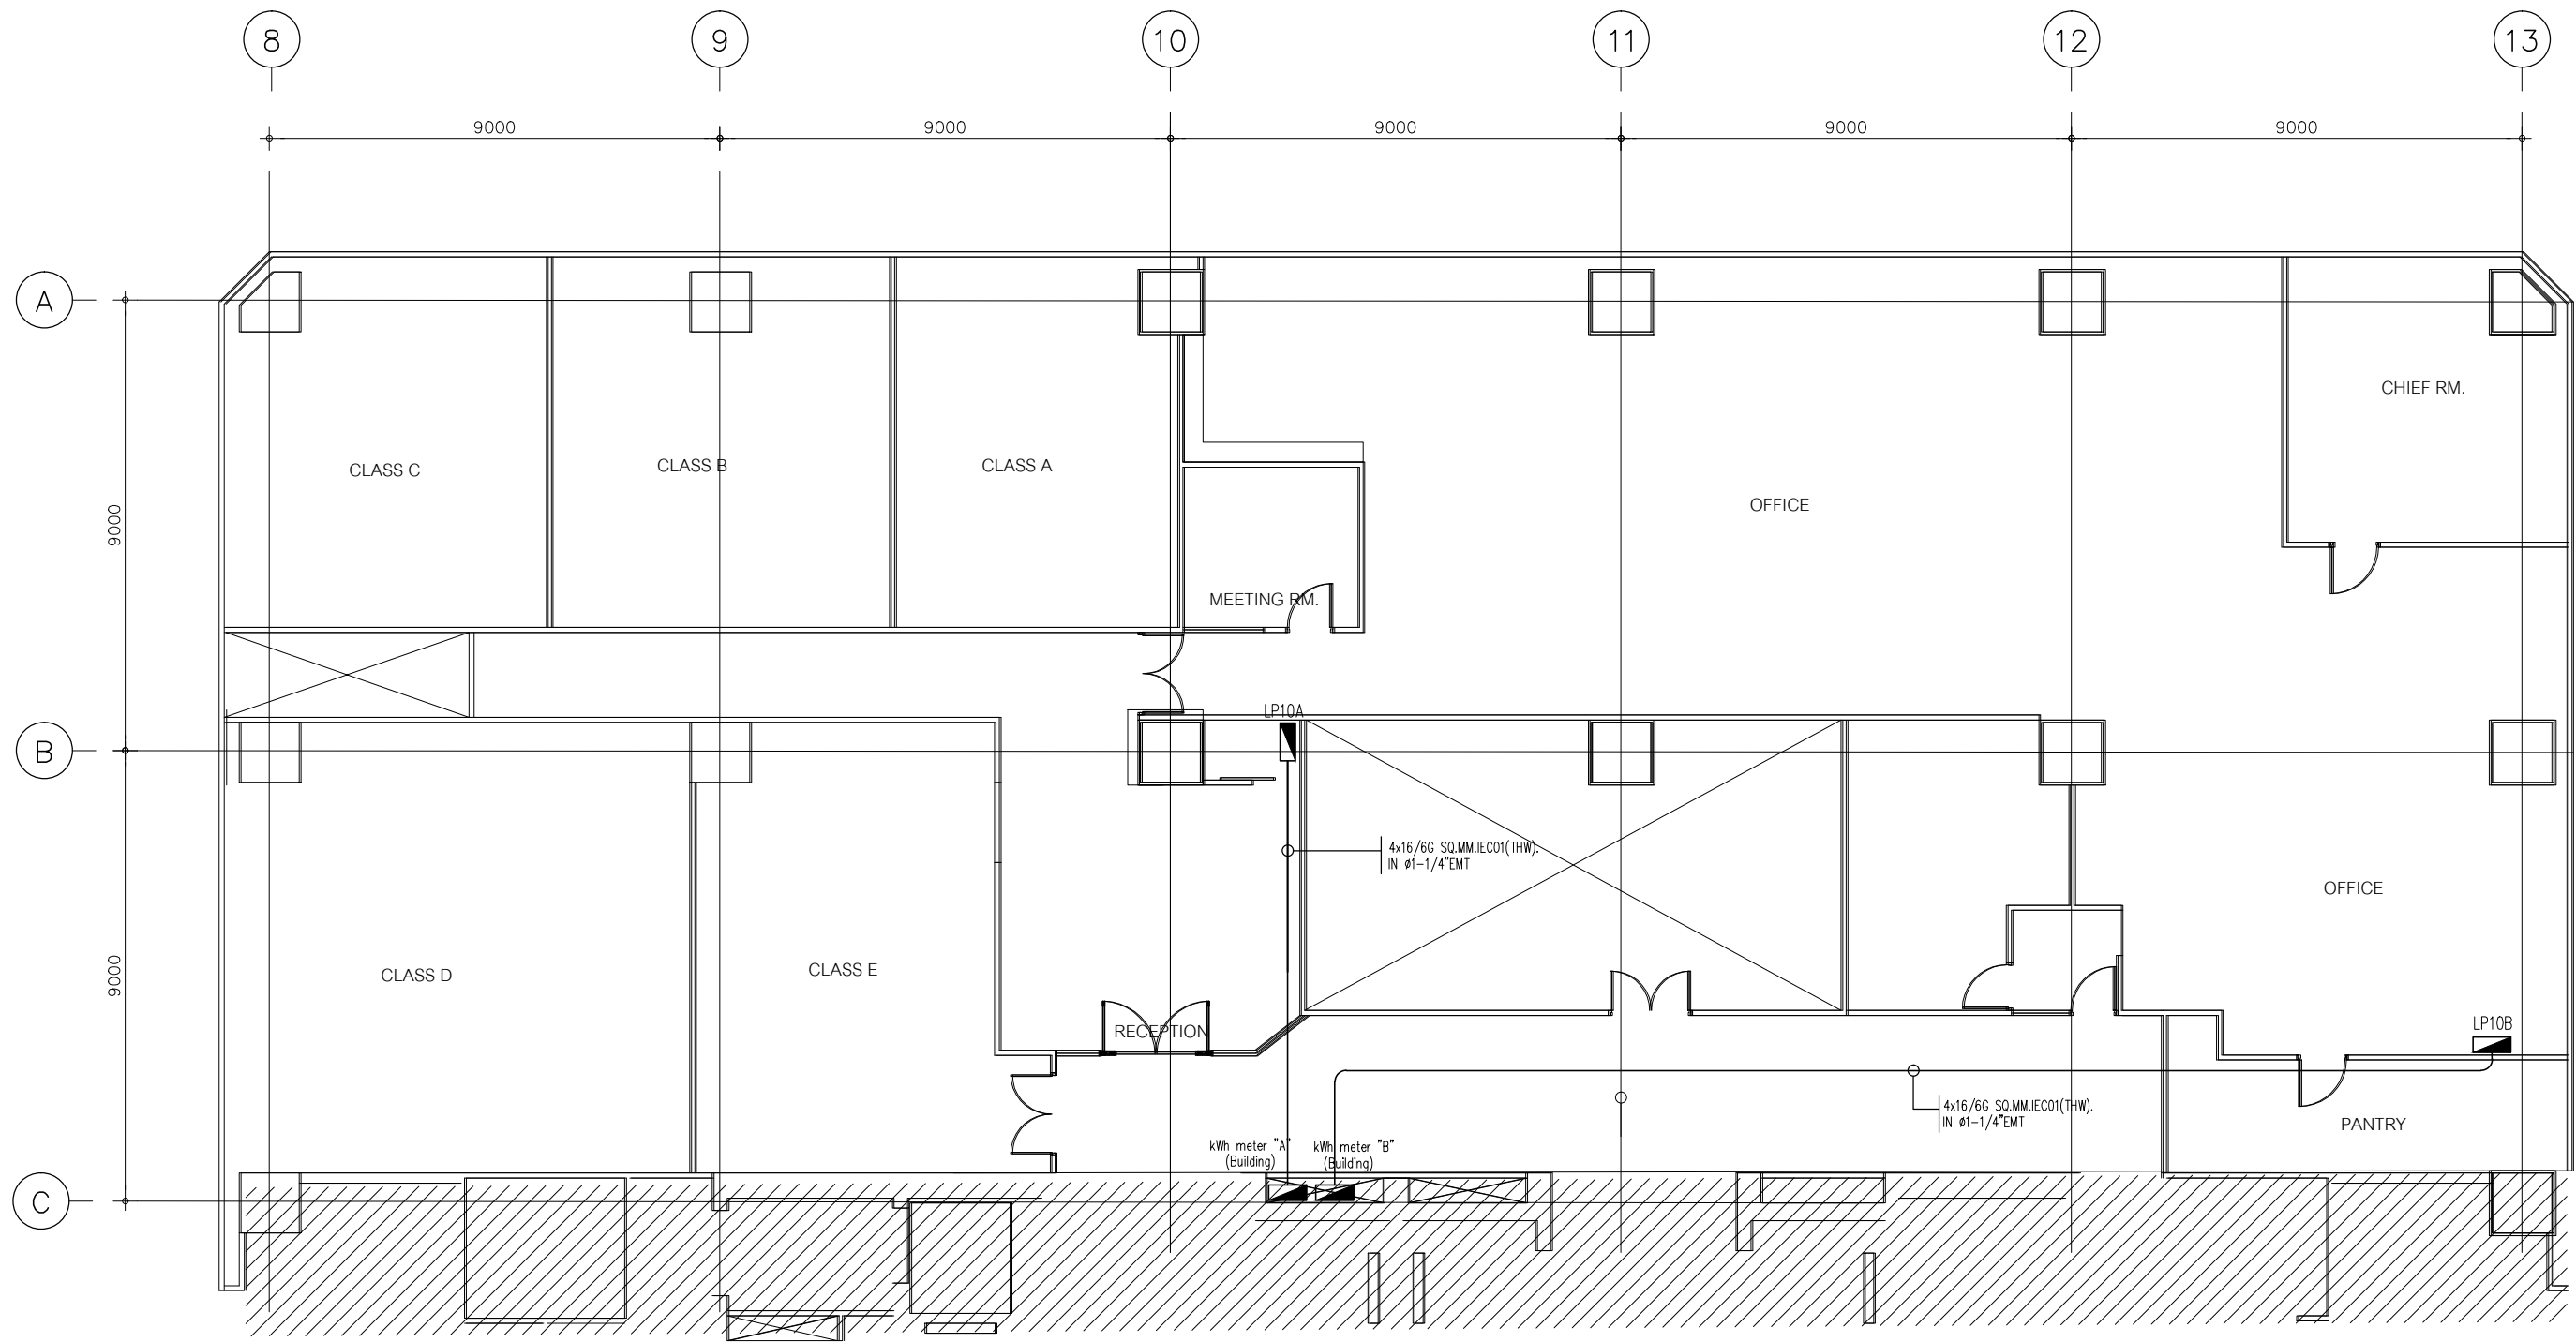 8
9
10
11
12
13
9000
9000
9000
9000
9000
A
CHIEF RM.
CLASS C
CLASS B
CLASS A
OFFICE
9000
MEETING RM.
LP10A
B
4x16/6G SQ.MM.IEC01(THW).
IN ø1-1/4"EMT
OFFICE
9000
CLASS D
CLASS E
RECEPTION
LP10B
4x16/6G SQ.MM.IEC01(THW).
IN ø1-1/4"EMT
PANTRY
kWh meter "A"
(Building)
kWh meter "B"
(Building)
C